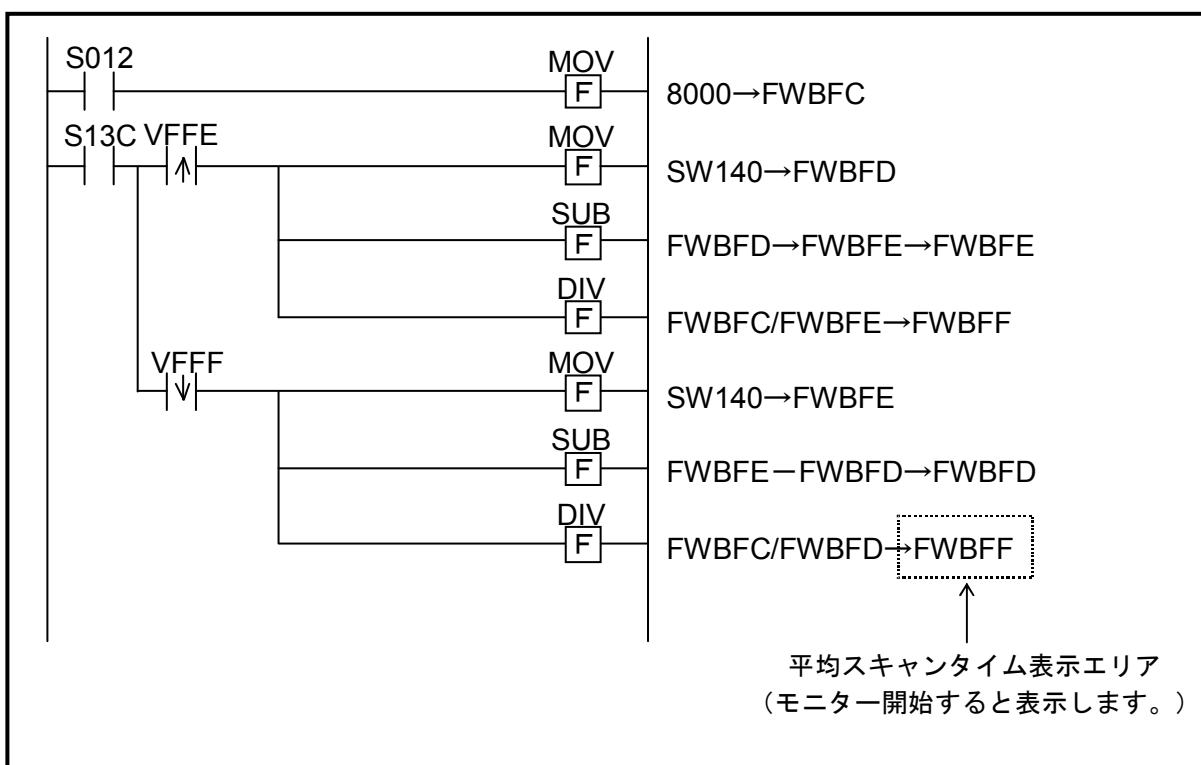 S012 MOV
F 8000→FWBFC
S13C VFFE MOV
F SW140→FWBFD
SUB
F FWBFD→FWBFE→FWBFE
DIV
F FWBFC/FWBFE→FWBFF
VFFF MOV
F SW140→FWBFE
SUB
F FWBFE－FWBFD→FWBFD
DIV
F FWBFC/FWBFD→FWBFF
平均スキャンタイム表示エリア
（モニター開始すると表示します。）